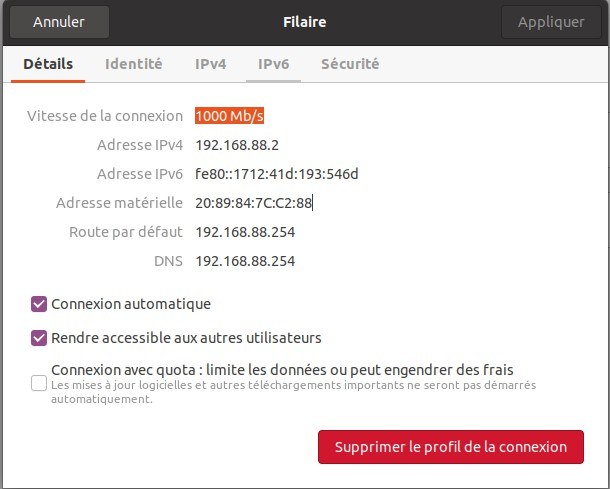 Annuler Filaire Appliquer
Détails Identité IPv4 IPv6 Sécurité
Vitesse de la connexion 1000 Mb/s
Adresse IPv4 192.168.88.2
Adresse IPv6 fe80::1712:41d:193:546d
Adresse matérielle 20:89:84:7C:C2:88
Route par défaut 192.168.88.254
DNS 192.168.88.254
Connexion automatique
Rendre accessible aux autres utilisateurs
Connexion avec quota : limite les données ou peut engendrer des frais
Les mises à jour logicielles et autres téléchargements importants ne seront pas démarrés
automatiquement.
Supprimer le profil de la connexion